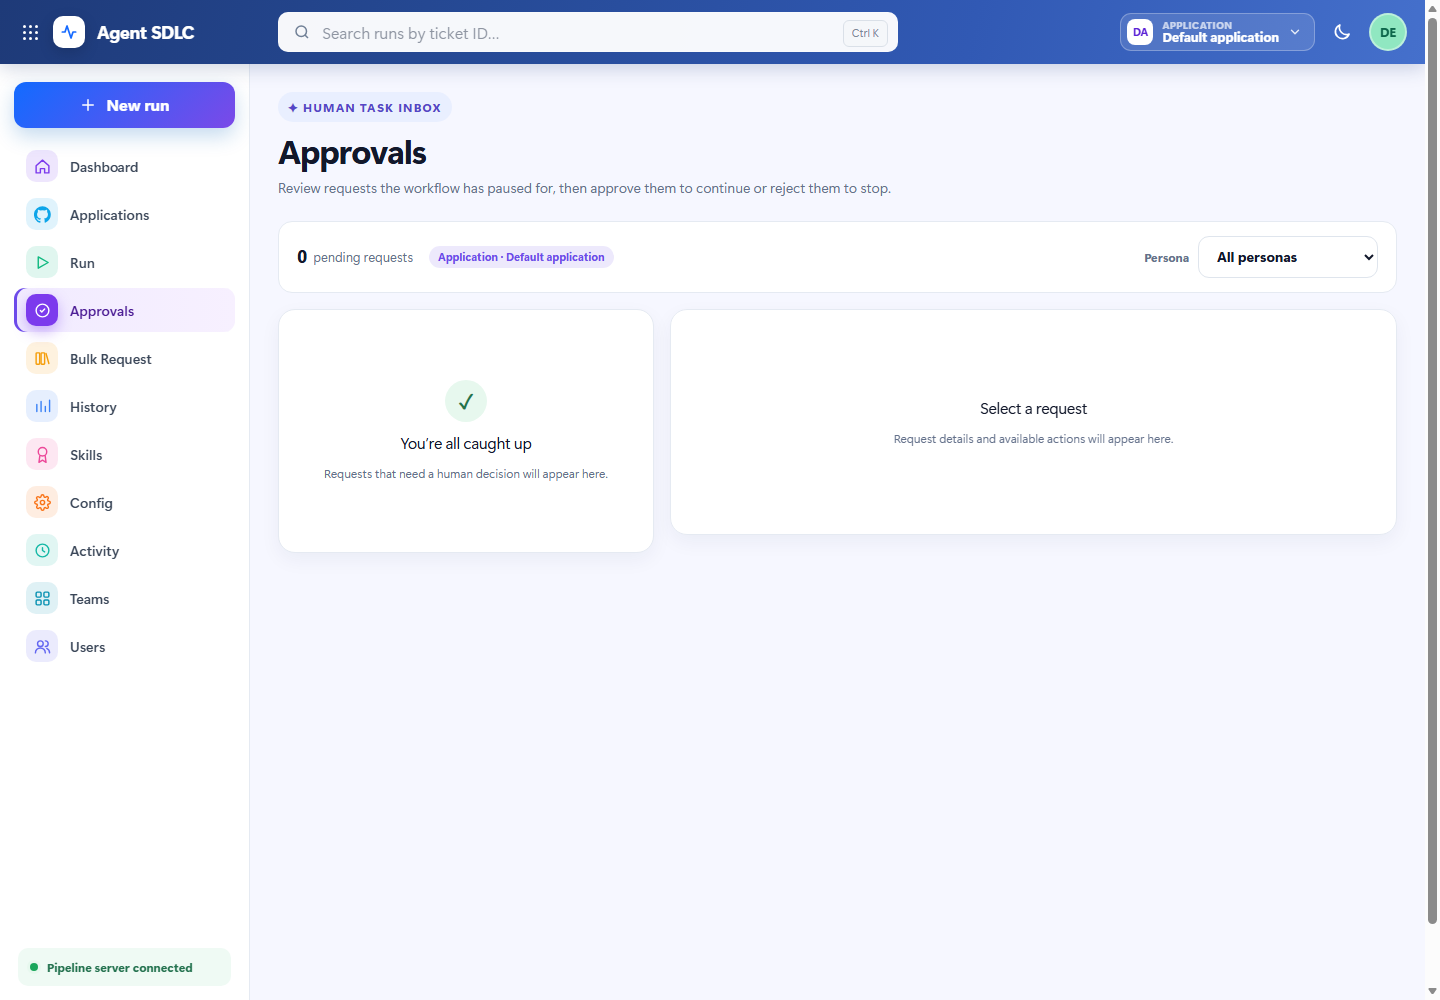 Agent SDLC
Search runs by ticket ID...
Ctrl K
DA
APPLICATION
Default application
DE
New run
Dashboard
Applications
Run
Approvals
Bulk Request
History
Skills
Config
Activity
Teams
Users
Pipeline server connected
HUMAN TASK INBOX
Approvals
Review requests the workflow has paused for, then approve them to continue or reject them to stop.
0 pending requests
Application · Default application
Persona
All personas
You're all caught up
Requests that need a human decision will appear here.
Select a request
Request details and available actions will appear here.